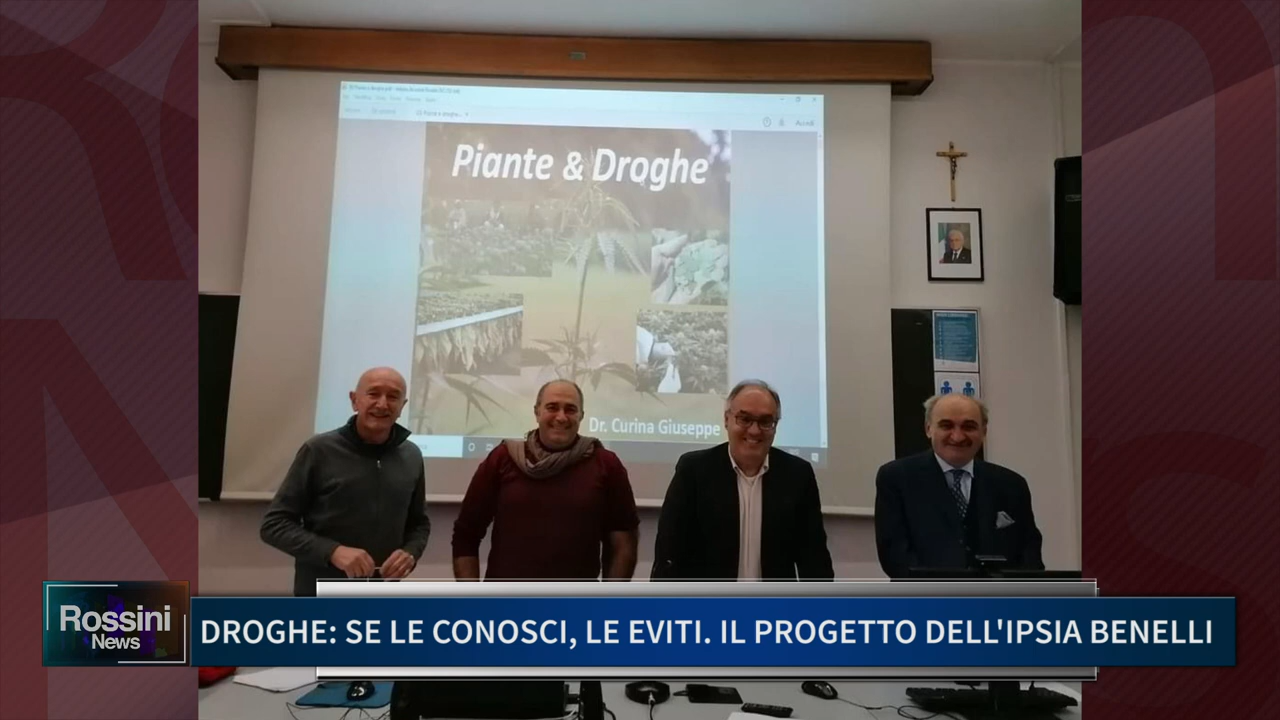 Piante & Droghe
Dr. Curina Giuseppe
Rossini
News
DROGHE: SE LE CONOSCI, LE EVITI. IL PROGETTO DELL'IPSIA BENELLI